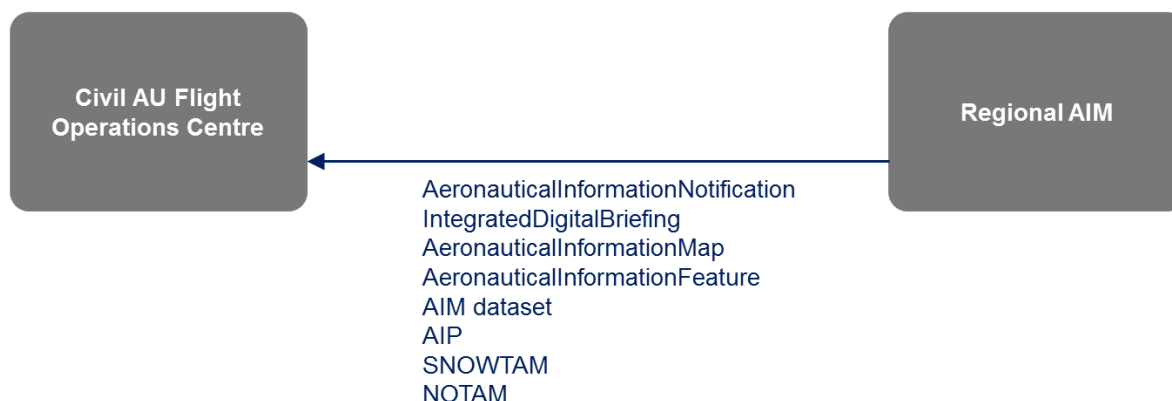 Civil AU Flight
Operations Centre
Regional AIM
AeronauticalInformationNotification
IntegratedDigitalBriefing
AeronauticalInformationMap
AeronauticalInformationFeature
AIM dataset
AIP
SNOWTAM
NOTAM